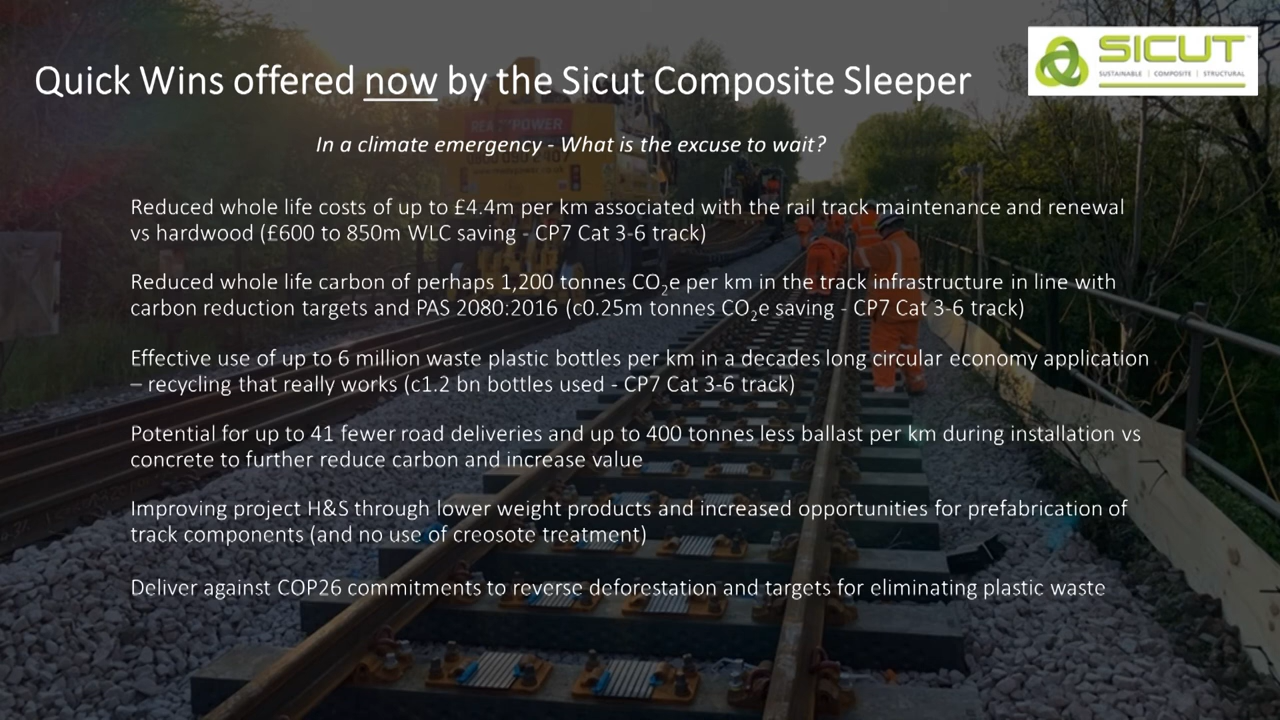 SICUT
SUSTAINABLE | COMPOSITE | STRUCTURAL
Quick Wins offered now by the Sicut Composite Sleeper
In a climate emergency - What is the excuse to wait?
Reduced whole life costs of up to £4.4m per km associated with the rail track maintenance and renewal
vs hardwood (£600 to 850m WLC saving - CP7 Cat 3-6 track)
Reduced whole life carbon of perhaps 1,200 tonnes CO₂e per km in the track infrastructure in line with
carbon reduction targets and PAS 2080:2016 (c0.25m tonnes CO₂e saving - CP7 Cat 3-6 track)
Effective use of up to 6 million waste plastic bottles per km in a decades long circular economy application
– recycling that really works (c1.2 bn bottles used - CP7 Cat 3-6 track)
Potential for up to 41 fewer road deliveries and up to 400 tonnes less ballast per km during installation vs
concrete to further reduce carbon and increase value
Improving project H&S through lower weight products and increased opportunities for prefabrication of
track components (and no use of creosote treatment)
Deliver against COP26 commitments to reverse deforestation and targets for eliminating plastic waste